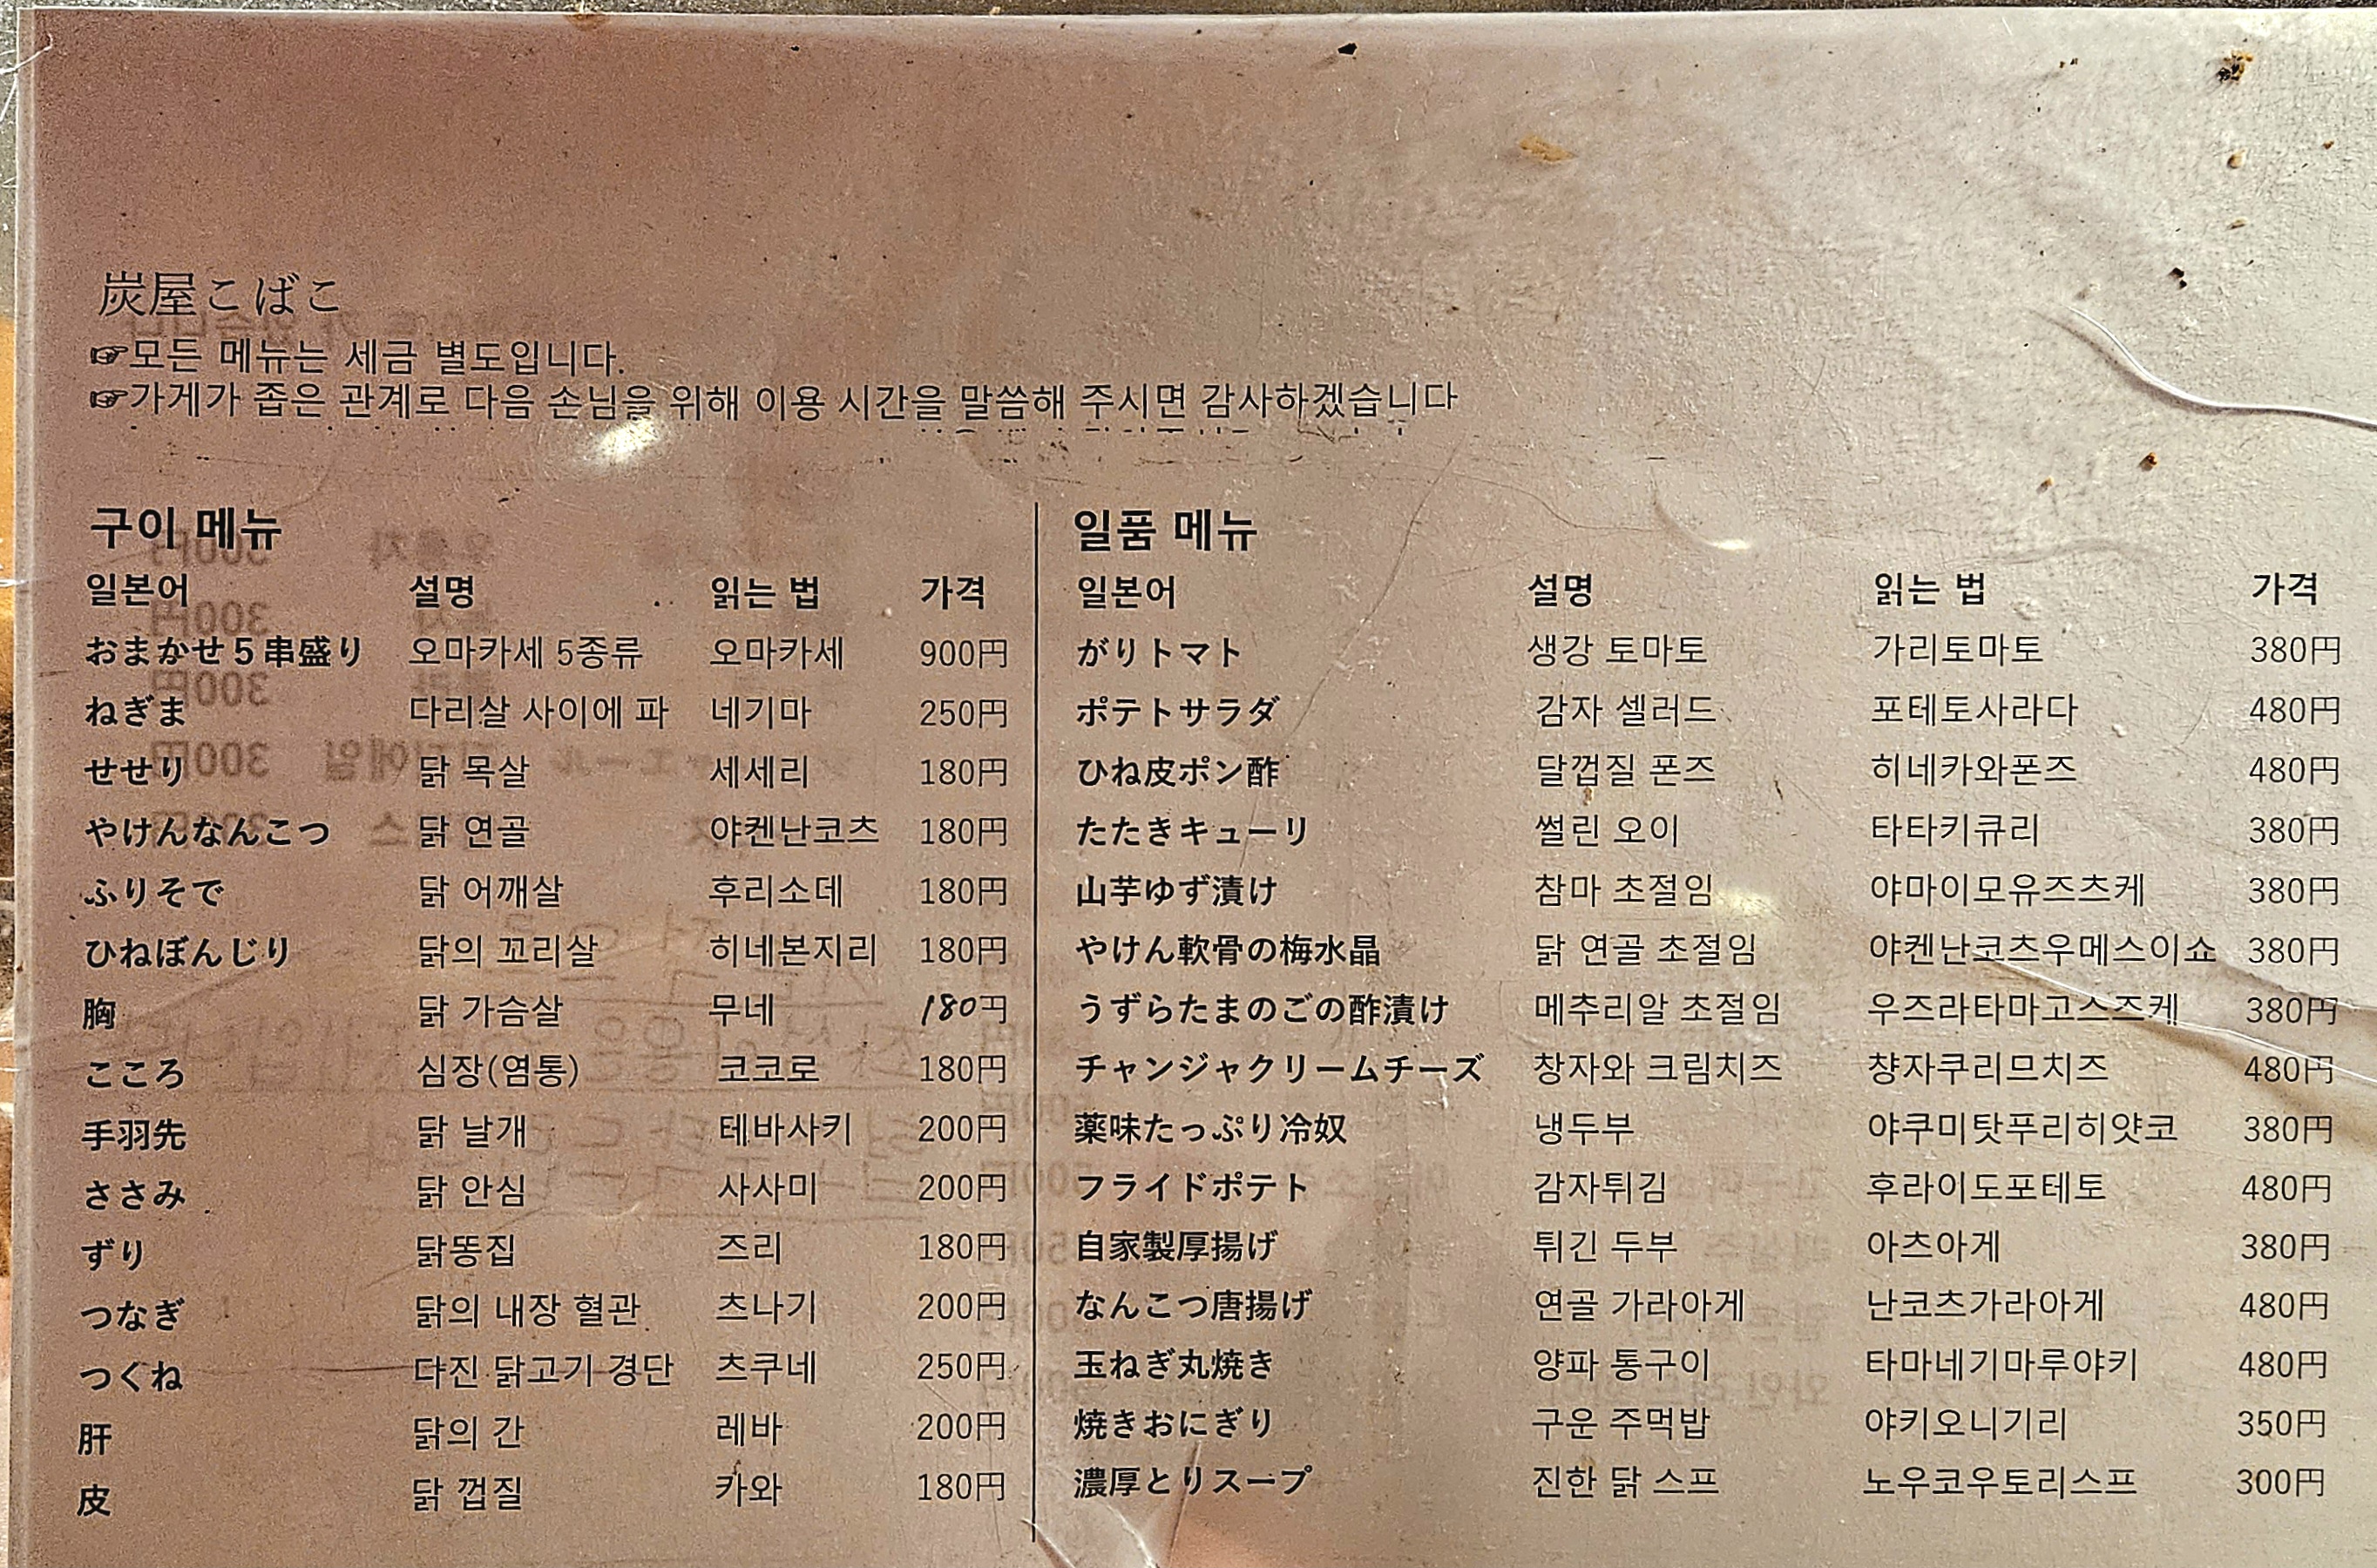 炭屋こばこ
☞모든 메뉴는 세금 별도입니다.
☞가게가 좁은 관계로 다음 손님을 위해 이용 시간을 말씀해 주시면 감사하겠습니다
구이 메뉴
일본어 설명 읽는 법 가격
おまかせ5串盛り 오마카세 5종류 오마카세 900円
ねぎま 다리살 사이에 파 네기마 250円
せせり 닭 목살 세세리 180円
やけんなんこつ 닭 연골 야켄난코츠 180円
ふりそで 닭 어깨살 후리소데 180円
ひねぼんじり 닭의 꼬리살 히네본지리 180円
胸 닭 가슴살 무네 180円
こころ 심장(염통) 코코로 180円
手羽先 닭 날개 테바사키 200円
ささみ 닭 안심 사사미 200円
ずり 닭똥집 즈리 180円
つなぎ 닭의 내장 혈관 츠나기 200円
つくね 다진 닭고기 경단 츠쿠네 250円
肝 닭의 간 레바 200円
皮 닭 껍질 카와 180円
일품 메뉴
일본어 설명 읽는 법 가격
がりトマト 생강 토마토 가리토마토 380円
ポテトサラダ 감자 셀러드 포테토사라다 480円
ひね皮ポン酢 달껍질 폰즈 히네카와폰즈 480円
たたきキューリ 썰린 오이 타타키큐리 380円
山芋ゆず漬け 참마 초절임 야마이모유즈츠케 380円
やけん軟骨の梅水晶 닭 연골 초절임 야켄난코츠우메스이쇼 380円
うずらたまのごの酢漬け 메추리알 초절임 우즈라타마고스즈케 380円
チャンジャクリームチーズ 창자와 크림치즈 챵자쿠리므치즈 480円
薬味たっぷり冷奴 냉두부 야쿠미탓푸리히얏코 380円
フライドポテト 감자튀김 후라이도포테토 480円
自家製厚揚げ 튀긴 두부 아츠아게 380円
なんこつ唐揚げ 연골 가라아게 난코츠가라아게 480円
玉ねぎ丸焼き 양파 통구이 타마네기마루야키 480円
焼きおにぎり 구운 주먹밥 야키오니기리 350円
濃厚とりスープ 진한 닭 스프 노우코우토리스프 300円